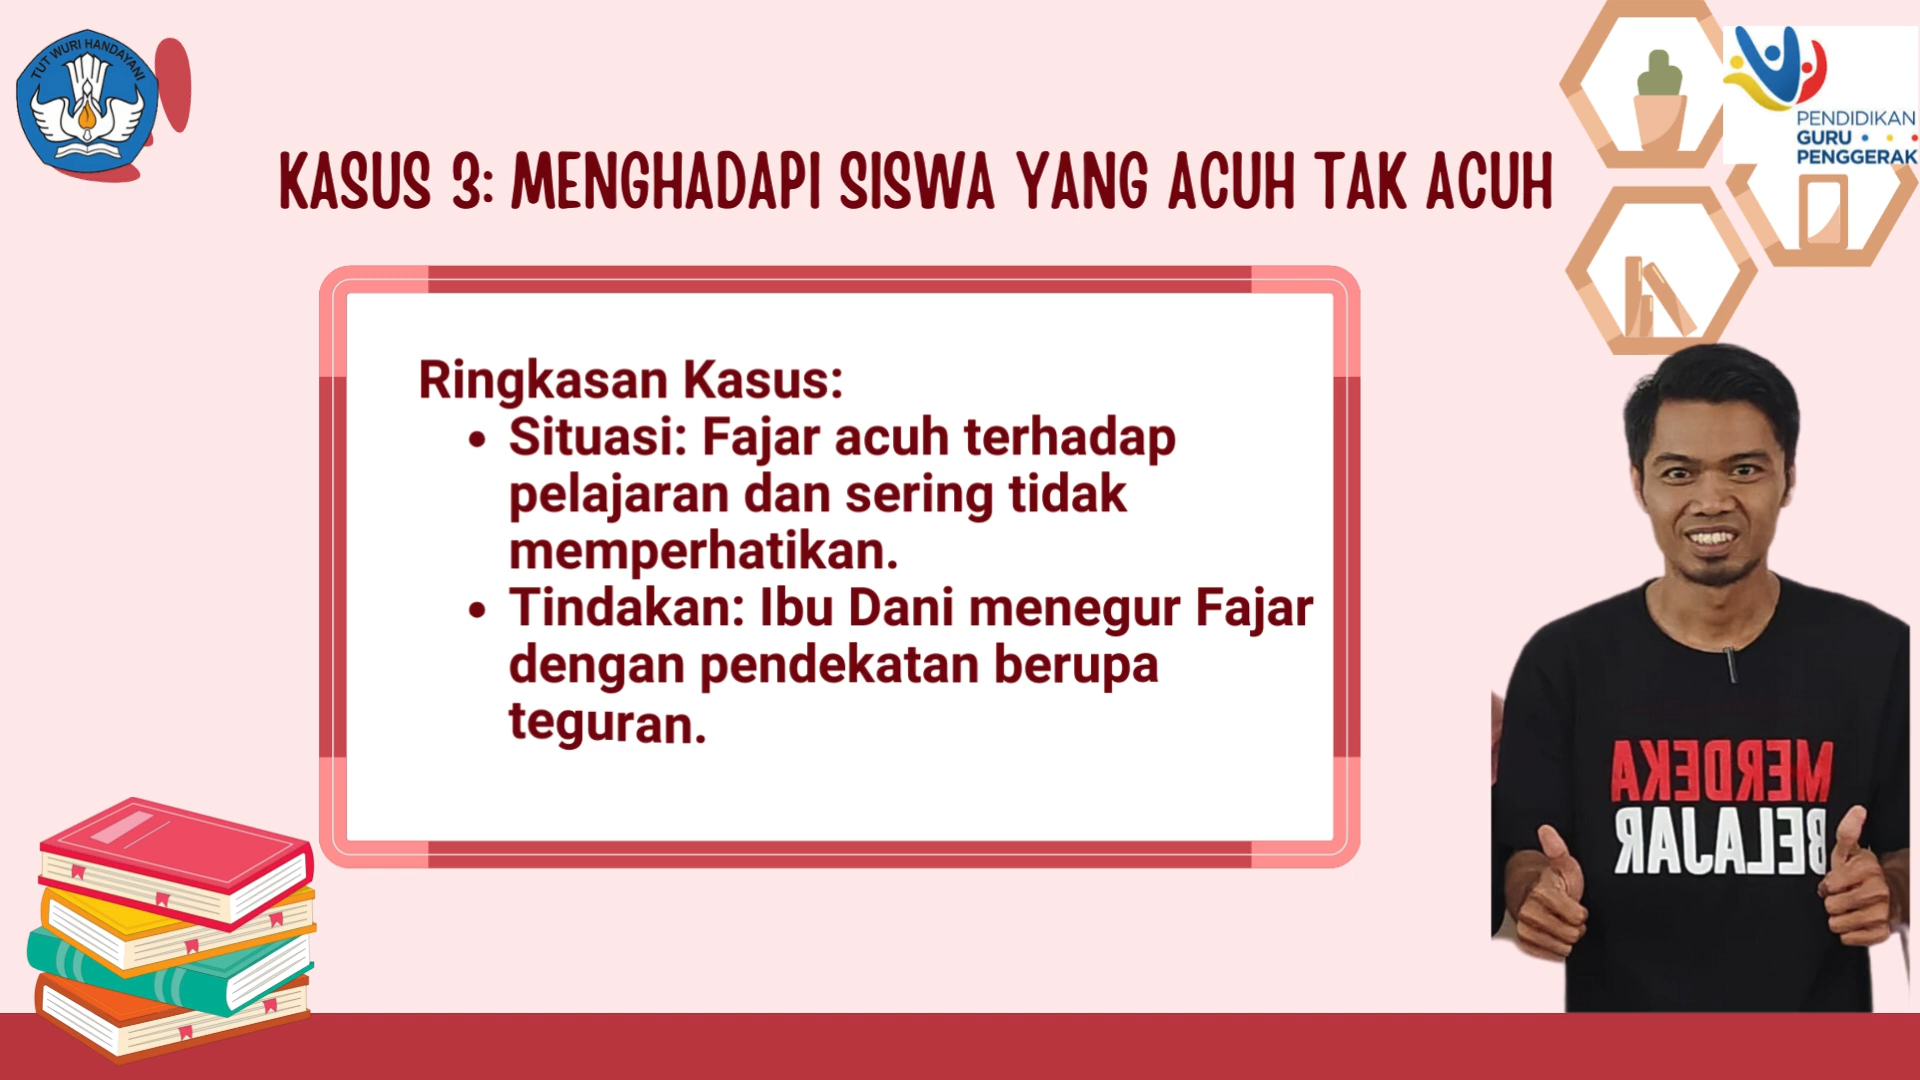 TUT WURI HANDAYANI
PENDIDIKAN
GURU
PENGGERAK
KASUS 3: MENGHADAPI SISWA YANG ACUH TAK ACUH
Ringkasan Kasus:
• Situasi: Fajar acuh terhadap
pelajaran dan sering tidak
memperhatikan.
• Tindakan: Ibu Dani menegur Fajar
dengan pendekatan berupa
teguran.
MERDEKA
BELAJAR